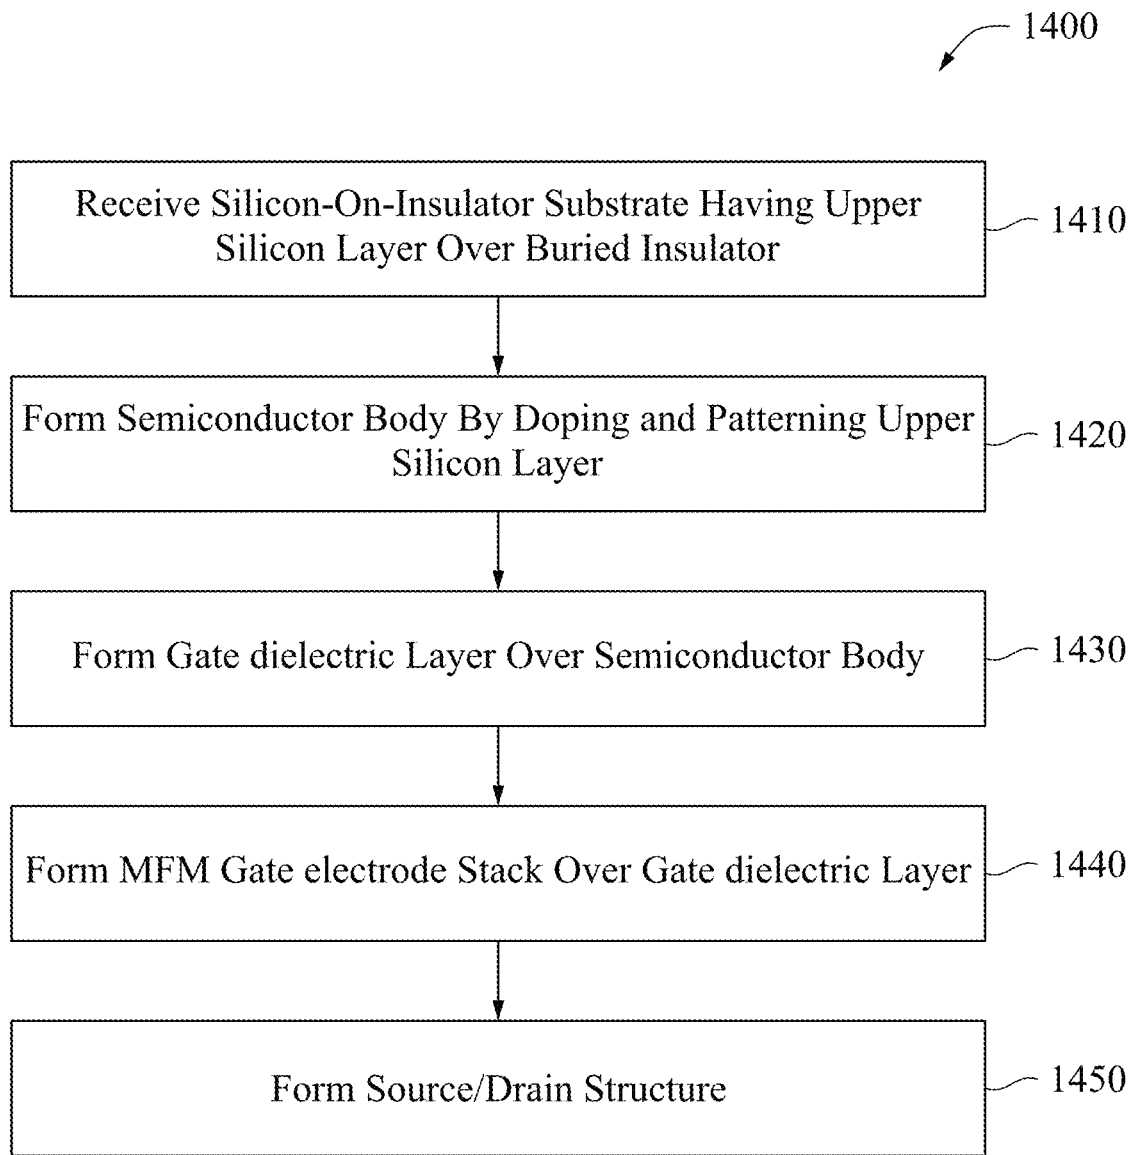 1400
Receive Silicon-On-Insulator Substrate Having Upper
Silicon Layer Over Buried Insulator
1410
Form Semiconductor Body By Doping and Patterning Upper
Silicon Layer
1420
Form Gate dielectric Layer Over Semiconductor Body
1430
Form MFM Gate electrode Stack Over Gate dielectric Layer
1440
Form Source/Drain Structure
1450